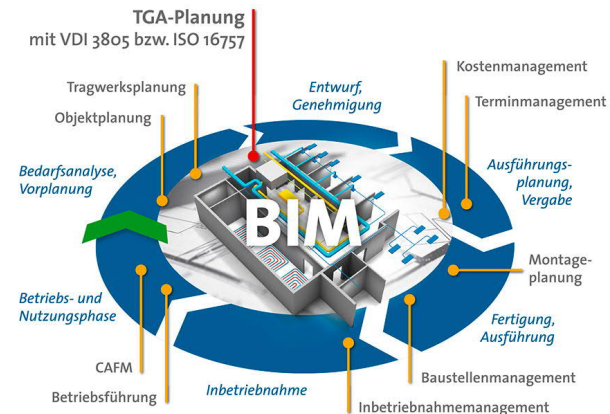 TGA-Planung
mit VDI 3805 bzw. ISO 16757
Kostenmanagement
Tragwerksplanung
Entwurf,
Genehmigung
Terminmanagement
Objektplanung
Bedarfsanalyse,
Vorplanung
Ausführungs-
planung,
Vergabe
BIM
Montage-
planung
Betriebs- und
Nutzungsphase
Fertigung,
Ausführung
CAFM
Baustellenmanagement
Inbetriebnahme
Betriebsführung
Inbetriebnahmemanagement